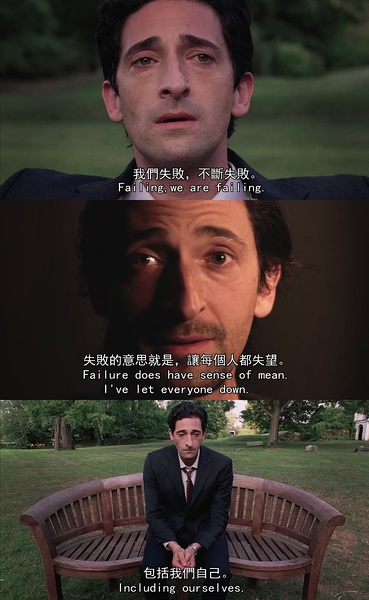 我們失敗，不斷失敗。
Failing,we are failing.
失敗的意思就是，讓每個人都失望。
Failure does have sense of mean.
I've let everyone down.
包括我們自己。
Including ourselves.